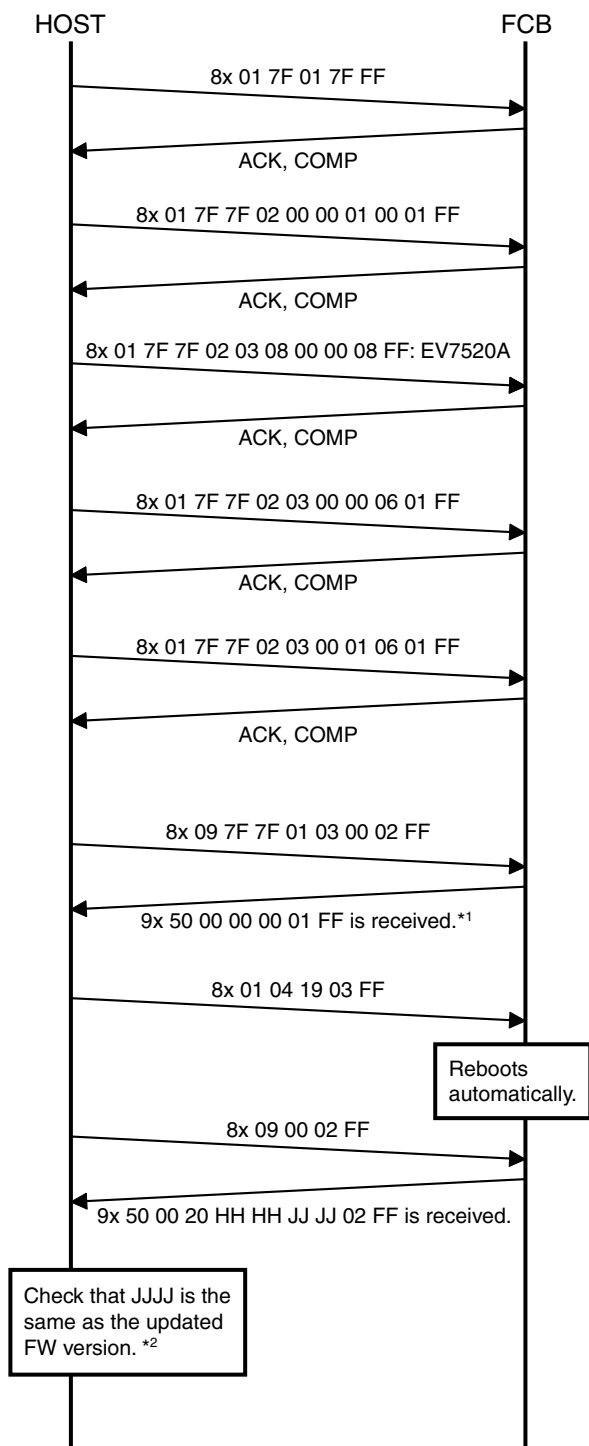 HOST FCB
8x 01 7F 01 7F FF
ACK, COMP
8x 01 7F 7F 02 00 00 01 00 01 FF
ACK, COMP
8x 01 7F 7F 02 03 08 00 00 08 FF: EV7520A
ACK, COMP
8x 01 7F 7F 02 03 00 00 06 01 FF
ACK, COMP
8x 01 7F 7F 02 03 00 01 06 01 FF
ACK, COMP
8x 09 7F 7F 01 03 00 02 FF
9x 50 00 00 00 01 FF is received.*1
8x 01 04 19 03 FF
Reboots
automatically.
8x 09 00 02 FF
9x 50 00 20 HH HH JJ JJ 02 FF is received.
Check that JJJJ is the
same as the updated
FW version. *2